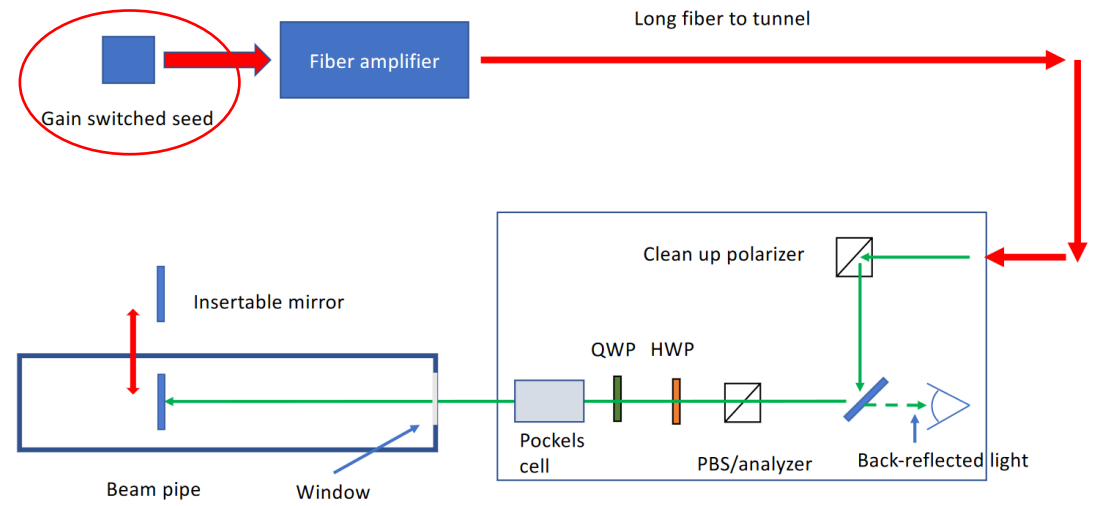 Long fiber to tunnel
Fiber amplifier
Gain switched seed
Clean up polarizer
Insertable mirror
QWP
HWP
Pockels
cell
PBS/analyzer
Back-reflected light
Beam pipe
Window